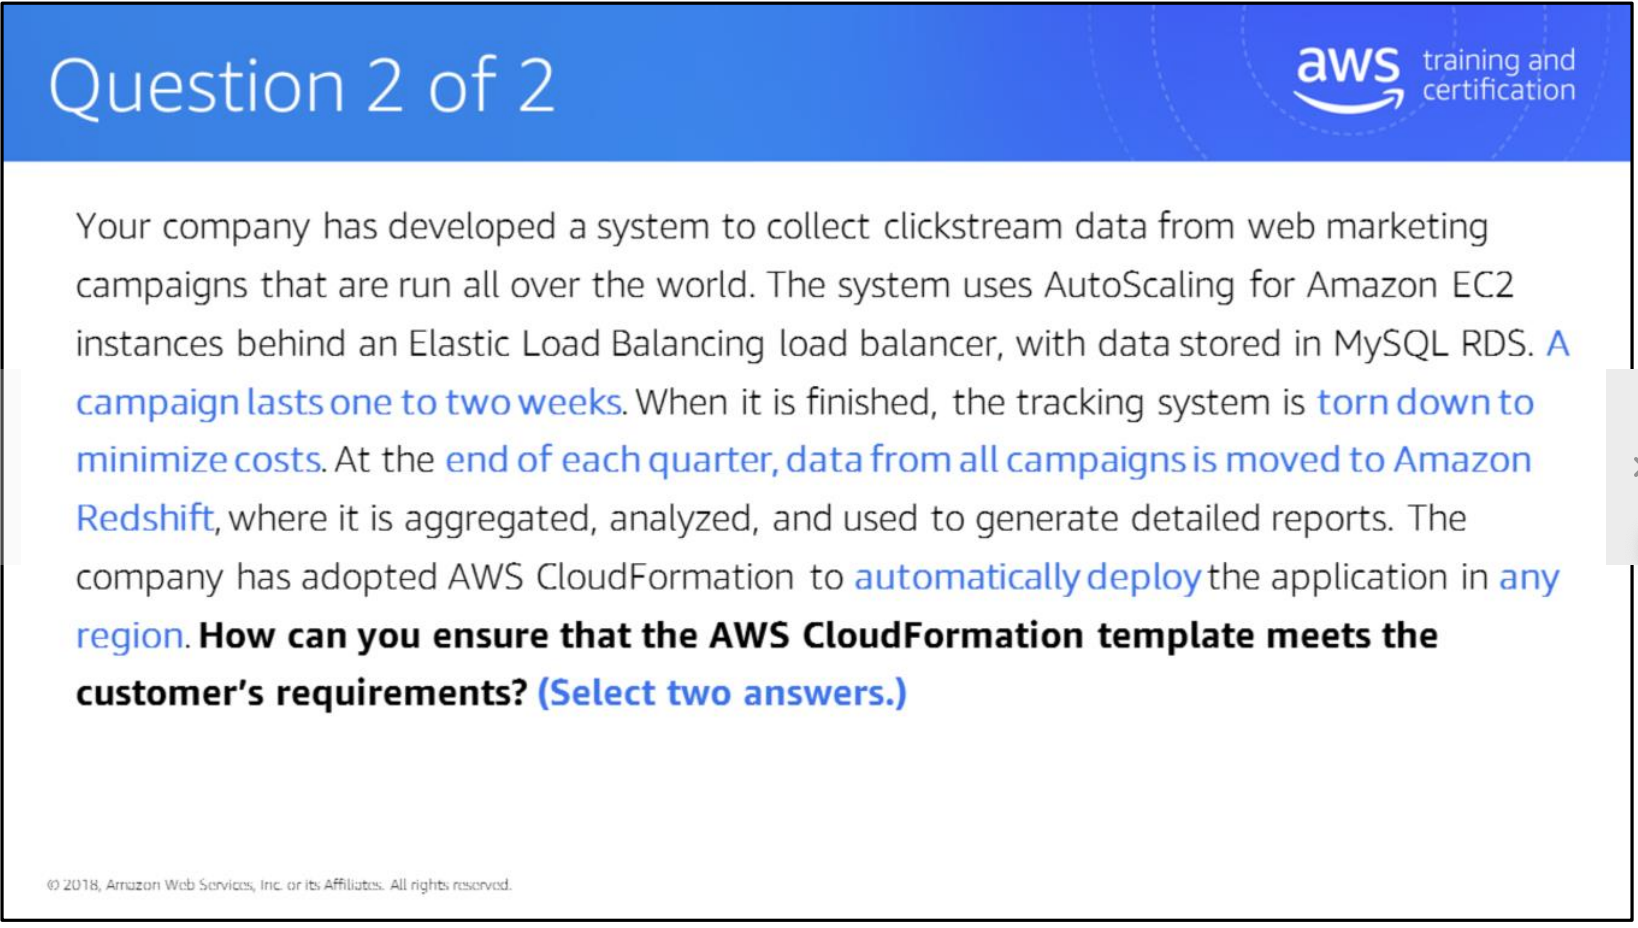 Question 2 of 2
aws training and
certification
Your company has developed a system to collect clickstream data from web marketing
campaigns that are run all over the world. The system uses AutoScaling for Amazon EC2
instances behind an Elastic Load Balancing load balancer, with data stored in MySQL RDS. A
campaign lasts one to two weeks. When it is finished, the tracking system is torn down to
minimize costs. At the end of each quarter, data from all campaigns is moved to Amazon
Redshift, where it is aggregated, analyzed, and used to generate detailed reports. The
company has adopted AWS CloudFormation to automatically deploy the application in any
region. How can you ensure that the AWS CloudFormation template meets the
customer's requirements? (Select two answers.)
© 2018, Amazon Web Services, Inc. or its Affiliates. All rights reserved.